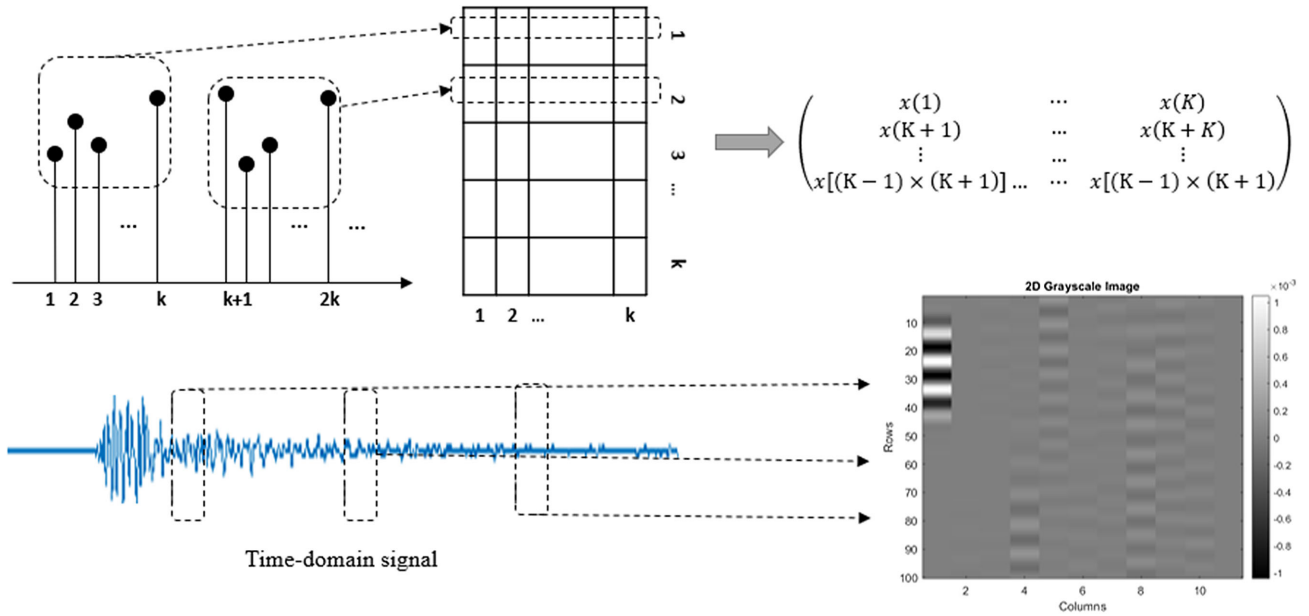 1 2 3 ... k k+1 ... 2k ...
1
2
3
...
k
1 2 ... k
x(1) ⋯ x(K)
x(K + 1) ... x(K + K)
⋮ ... ⋮
x[(K − 1) × (K + 1)] ... ⋯ x[(K − 1) × (K + 1)
Time-domain signal
2D Grayscale Image
×10⁻³
Rows
10
20
30
40
50
60
70
80
90
100
2 4 6 8 10
Columns
1
0.8
0.6
0.4
0.2
0
-0.2
-0.4
-0.6
-0.8
-1